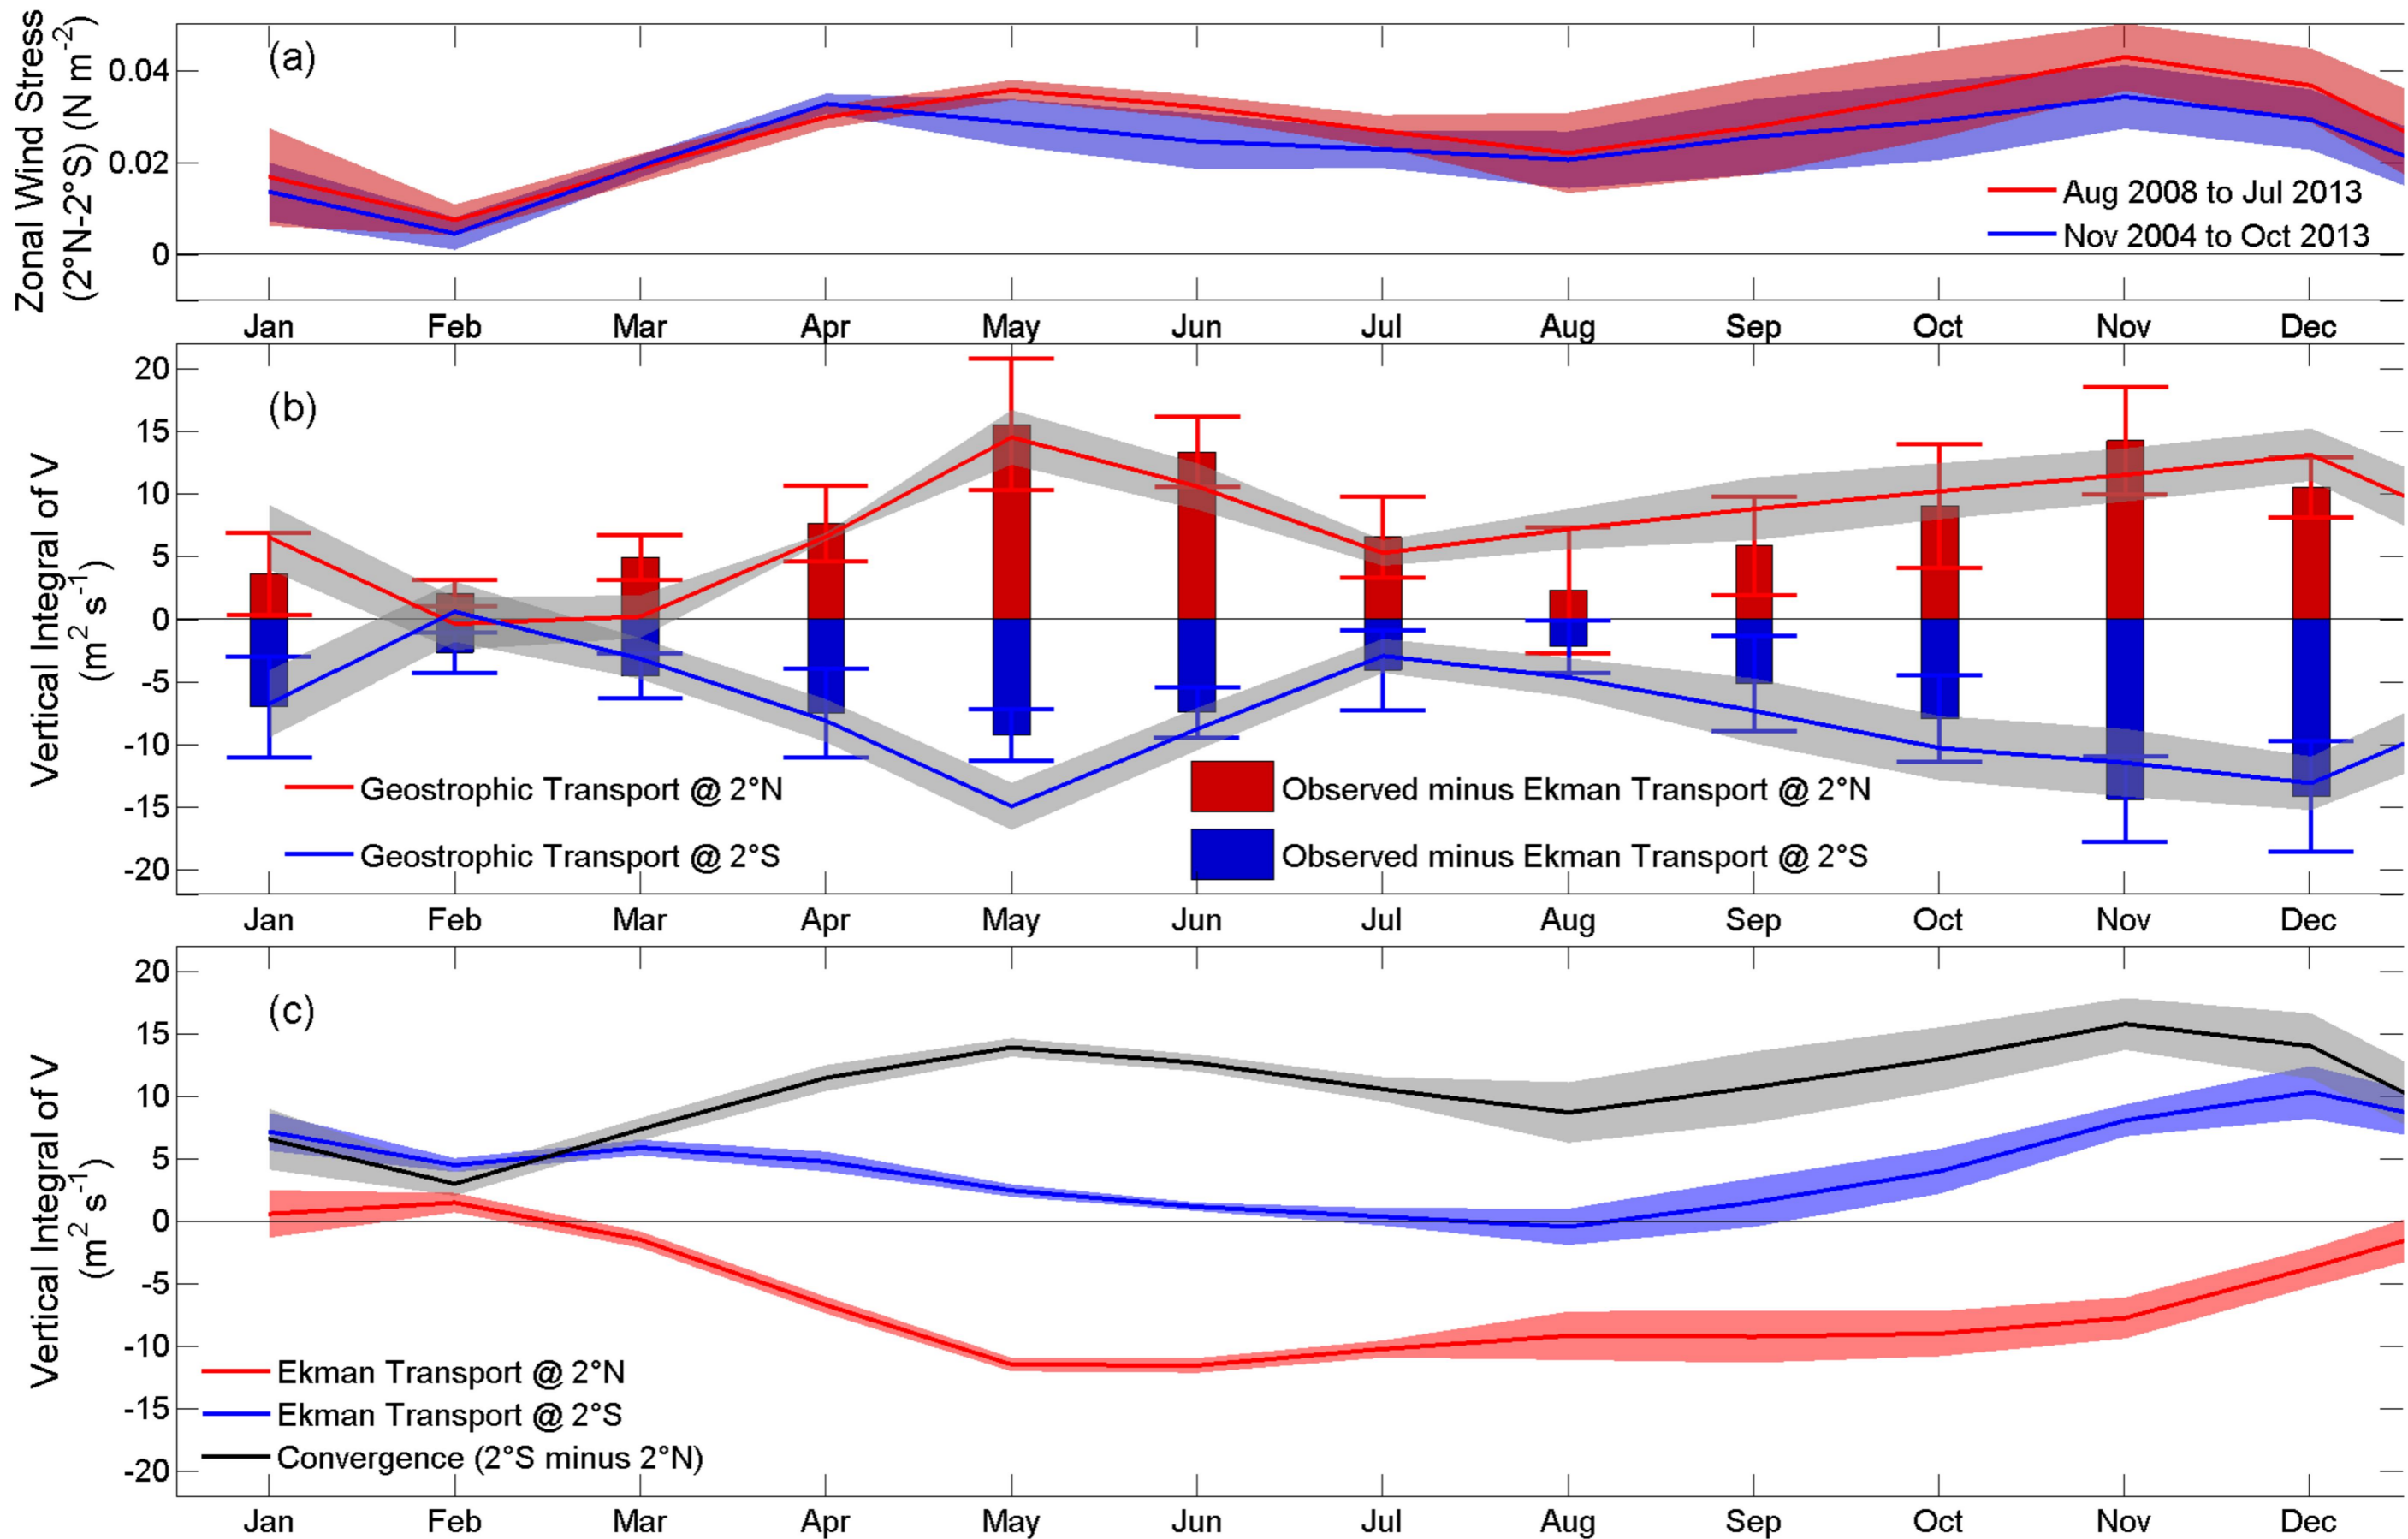 Zonal Wind Stress
(2°N-2°S) (N m-2)
(a)
0.04
0.02
0
Aug 2008 to Jul 2013
Nov 2004 to Oct 2013
Jan Feb Mar Apr May Jun Jul Aug Sep Oct Nov Dec
Vertical Integral of V
(m2 s-1)
(b)
20
15
10
5
0
-5
-10
-15
-20
Geostrophic Transport @ 2°N
Geostrophic Transport @ 2°S
Observed minus Ekman Transport @ 2°N
Observed minus Ekman Transport @ 2°S
Jan Feb Mar Apr May Jun Jul Aug Sep Oct Nov Dec
Vertical Integral of V
(m2 s-1)
(c)
20
15
10
5
0
-5
-10
-15
-20
Ekman Transport @ 2°N
Ekman Transport @ 2°S
Convergence (2°S minus 2°N)
Jan Feb Mar Apr May Jun Jul Aug Sep Oct Nov Dec